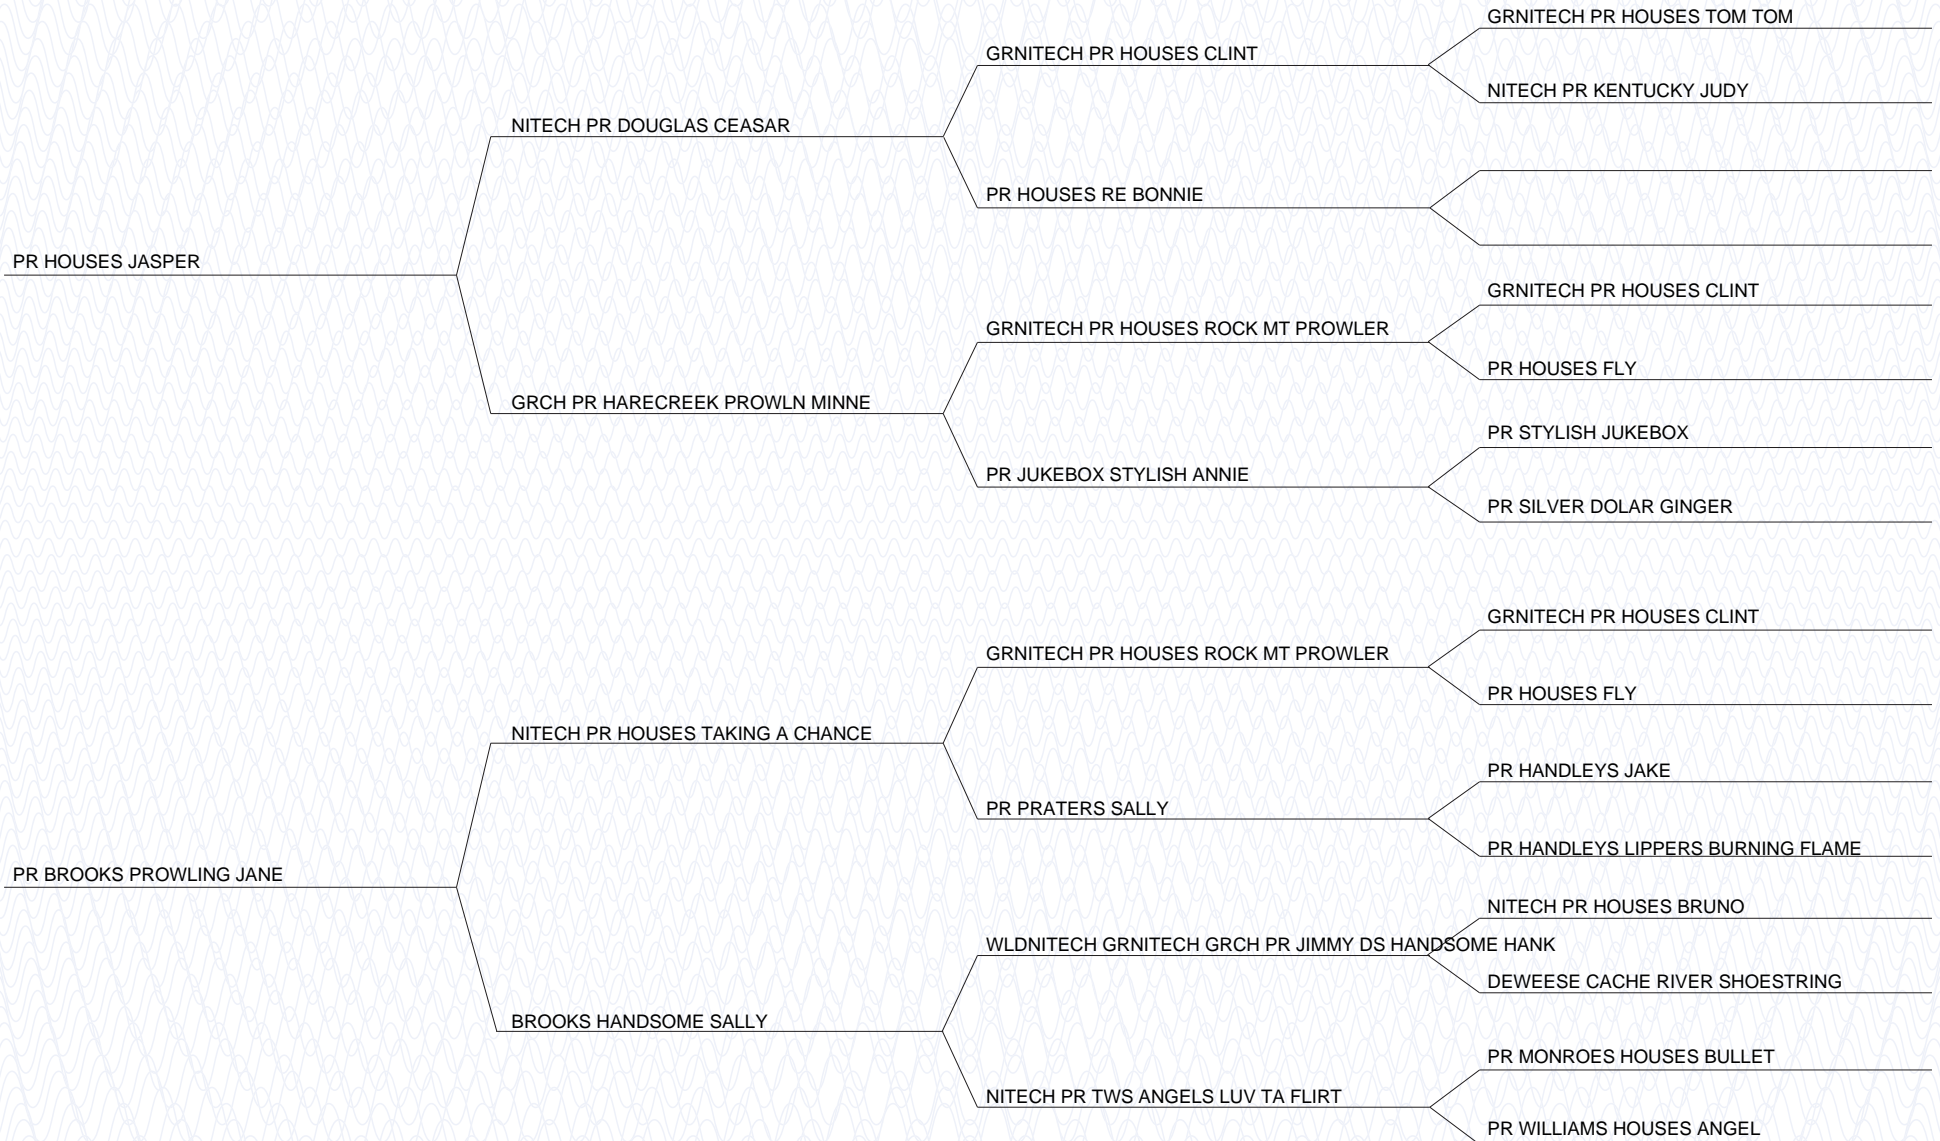 GRNITECH PR HOUSES TOM TOM
GRNITECH PR HOUSES CLINT
NITECH PR KENTUCKY JUDY
NITECH PR DOUGLAS CEASAR
PR HOUSES RE BONNIE
PR HOUSES JASPER
GRNITECH PR HOUSES CLINT
GRNITECH PR HOUSES ROCK MT PROWLER
PR HOUSES FLY
GRCH PR HARECREEK PROWLN MINNE
PR STYLISH JUKEBOX
PR JUKEBOX STYLISH ANNIE
PR SILVER DOLAR GINGER
GRNITECH PR HOUSES CLINT
GRNITECH PR HOUSES ROCK MT PROWLER
PR HOUSES FLY
NITECH PR HOUSES TAKING A CHANCE
PR HANDLEYS JAKE
PR PRATERS SALLY
PR HANDLEYS LIPPERS BURNING FLAME
PR BROOKS PROWLING JANE
NITECH PR HOUSES BRUNO
WLDNITECH GRNITECH GRCH PR JIMMY DS HANDSOME HANK
DEWEESE CACHE RIVER SHOESTRING
BROOKS HANDSOME SALLY
PR MONROES HOUSES BULLET
NITECH PR TWS ANGELS LUV TA FLIRT
PR WILLIAMS HOUSES ANGEL